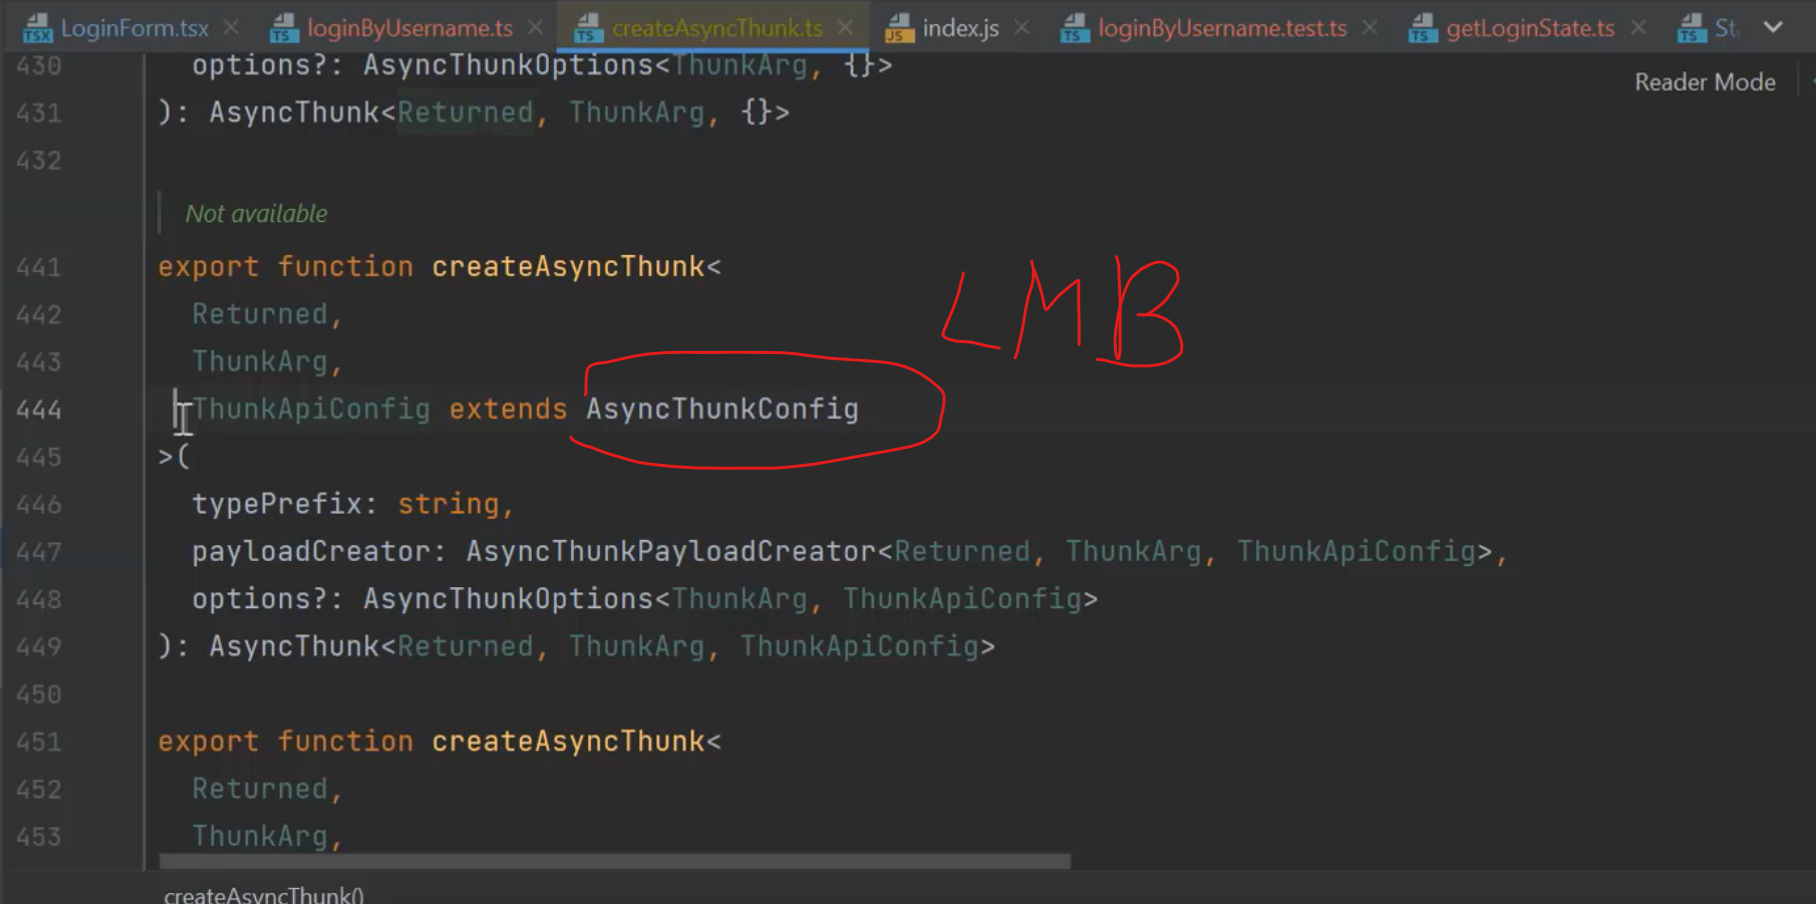 LoginForm.tsx loginByUsername.ts createAsyncThunk.ts index.js loginByUsername.test.ts getLoginState.ts St
430 options?: AsyncThunkOptions<ThunkArg, {}>
Reader Mode
431 ): AsyncThunk<Returned, ThunkArg, {}>
432
Not available
441 export function createAsyncThunk<
442 Returned,
LMB
443 ThunkArg,
444 ThunkApiConfig extends AsyncThunkConfig
445 >(
446 typePrefix: string,
447 payloadCreator: AsyncThunkPayloadCreator<Returned, ThunkArg, ThunkApiConfig>,
448 options?: AsyncThunkOptions<ThunkArg, ThunkApiConfig>
449 ): AsyncThunk<Returned, ThunkArg, ThunkApiConfig>
450
451 export function createAsyncThunk<
452 Returned,
453 ThunkArg,
createAsyncThunk()